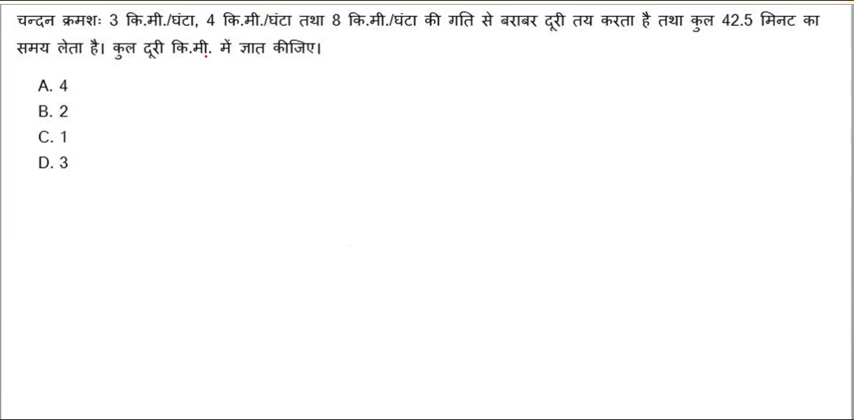 चन्दन क्रमशः 3 कि.मी./घंटा, 4 कि.मी./घंटा तथा 8 कि.मी./घंटा की गति से बराबर दूरी तय करता है तथा कुल 42.5 मिनट का
समय लेता है। कुल दूरी कि.मी. में ज्ञात कीजिए।
A. 4
B. 2
C. 1
D. 3